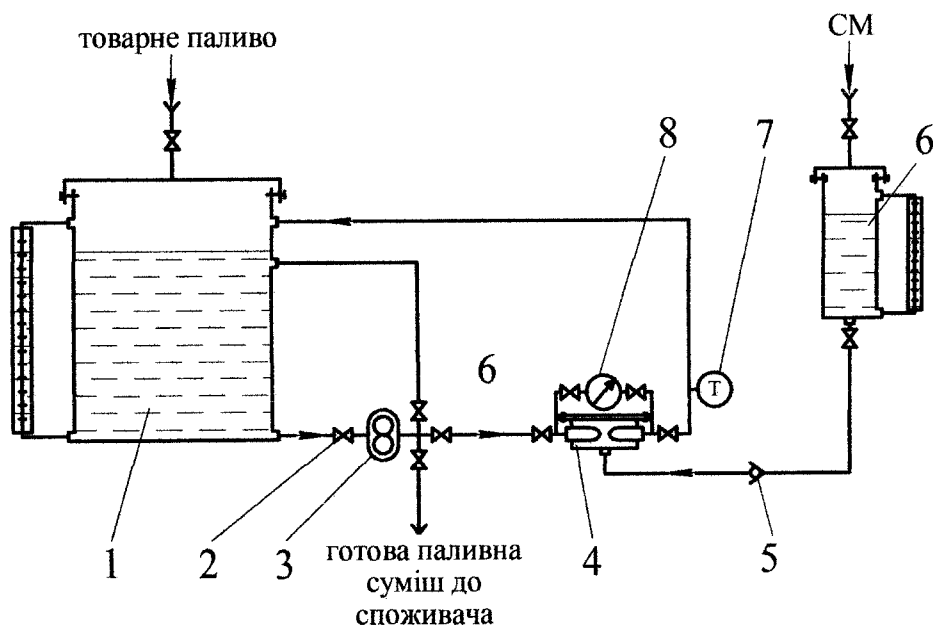 товарне паливо
СМ
8
7
6
6
Т
1
2
3
4
5
готова паливна
суміш до
споживача